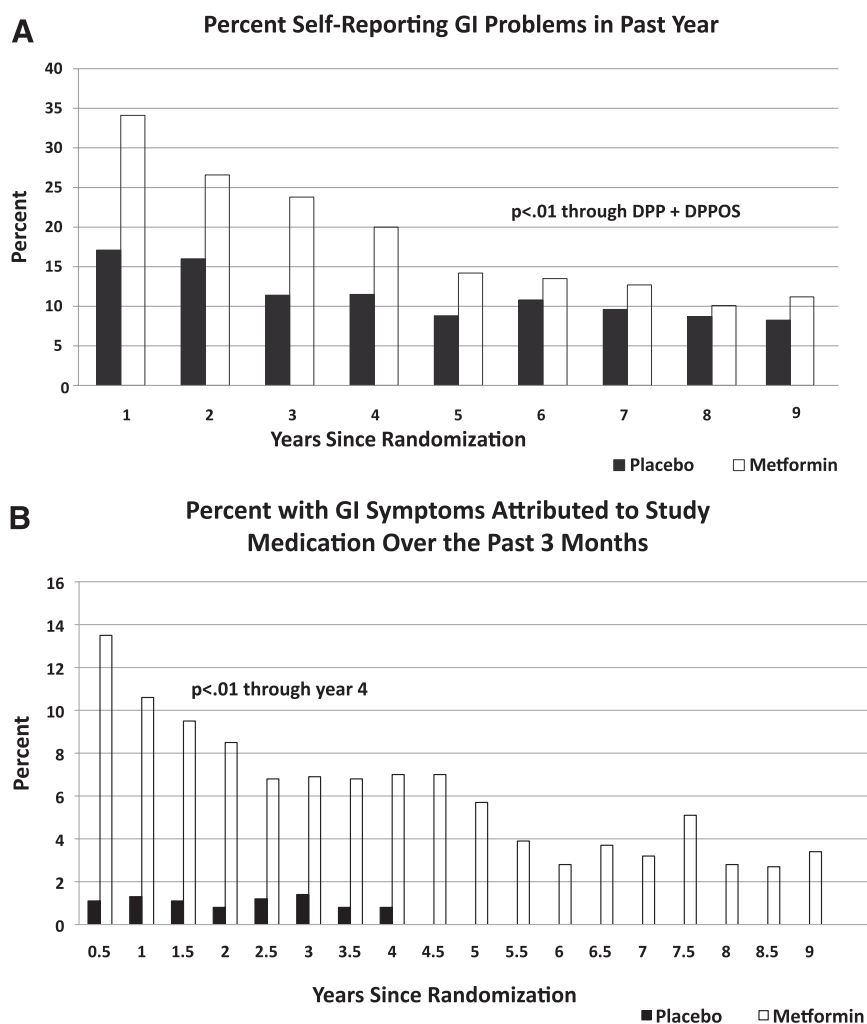 A
Percent Self-Reporting GI Problems in Past Year
40
35
30
25
20
15
10
5
0
Percent
p<.01 through DPP + DPPOS
1 2 3 4 5 6 7 8 9
Years Since Randomization
Placebo Metformin
B
Percent with GI Symptoms Attributed to Study
Medication Over the Past 3 Months
16
14
12
10
8
6
4
2
0
Percent
p<.01 through year 4
0.5 1 1.5 2 2.5 3 3.5 4 4.5 5 5.5 6 6.5 7 7.5 8 8.5 9
Years Since Randomization
Placebo Metformin